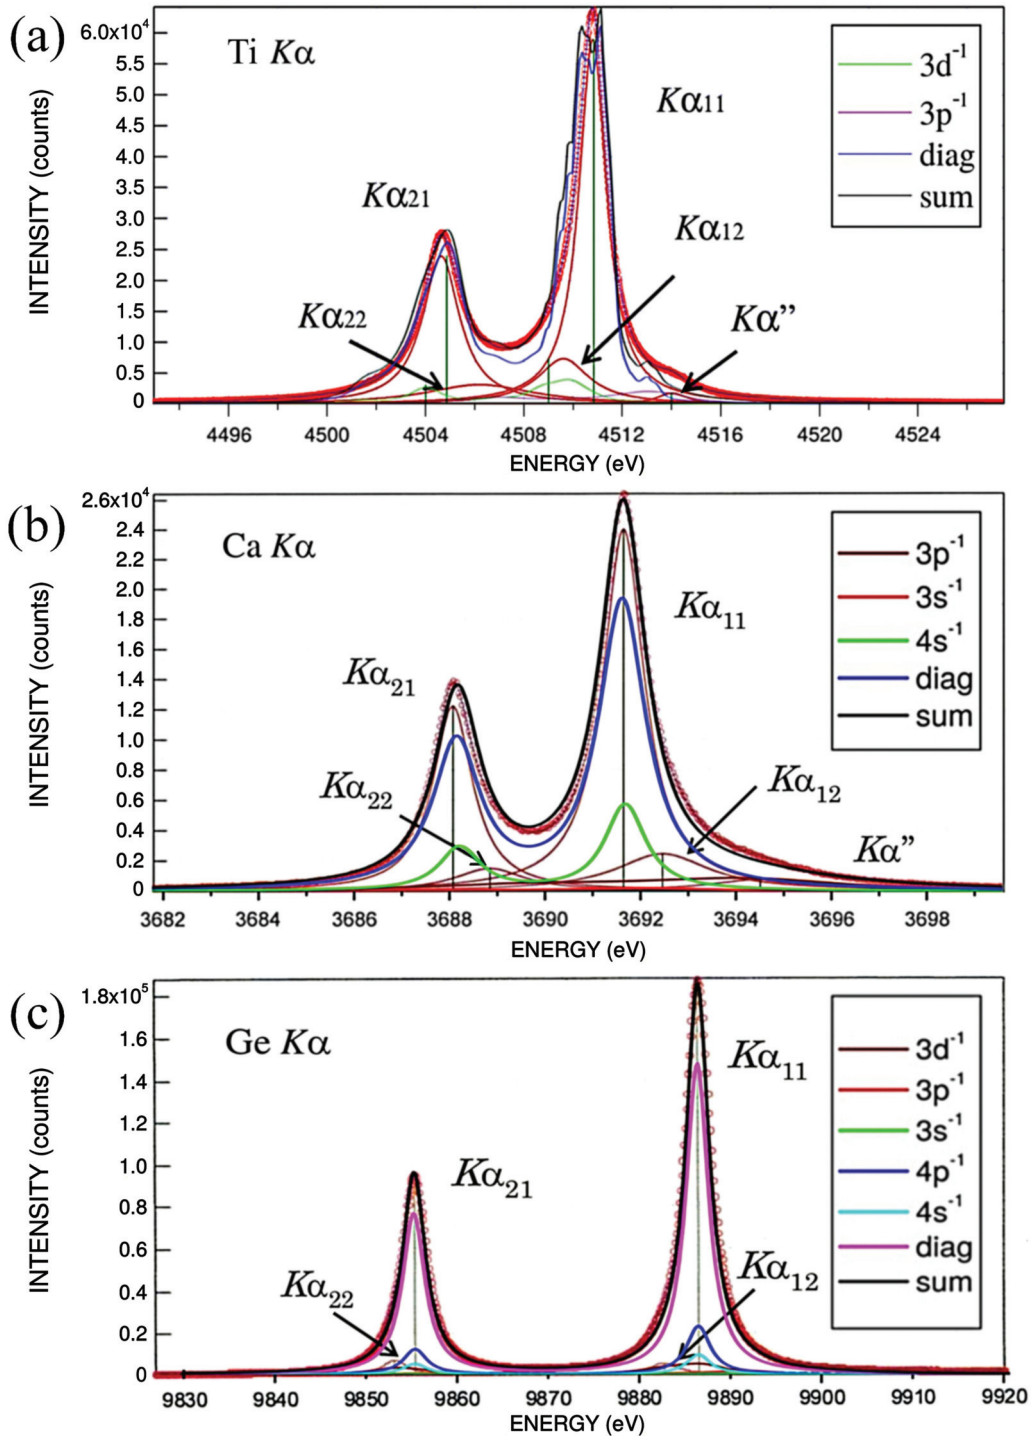 (a)
Ti Kα
6.0x10⁴
5.5
5.0
4.5
4.0
3.5
3.0
2.5
2.0
1.5
1.0
0.5
0
INTENSITY (counts)
Kα21
Kα22
Kα11
Kα12
Kα”
3d⁻¹
3p⁻¹
diag
sum
4496 4500 4504 4508 4512 4516 4520 4524
ENERGY (eV)
(b)
Ca Kα
2.6x10⁴
2.4
2.2
2.0
1.8
1.6
1.4
1.2
1.0
0.8
0.6
0.4
0.2
0
INTENSITY (counts)
Kα₂₁
Kα₂₂
Kα₁₁
Kα₁₂
Kα”
3p⁻¹
3s⁻¹
4s⁻¹
diag
sum
3682 3684 3686 3688 3690 3692 3694 3696 3698
ENERGY (eV)
(c)
Ge Kα
1.8x10⁵
1.6
1.4
1.2
1.0
0.8
0.6
0.4
0.2
0
INTENSITY (counts)
Kα₂₁
Kα₂₂
Kα₁₁
Kα₁₂
3d⁻¹
3p⁻¹
3s⁻¹
4p⁻¹
4s⁻¹
diag
sum
9830 9840 9850 9860 9870 9880 9890 9900 9910 9920
ENERGY (eV)